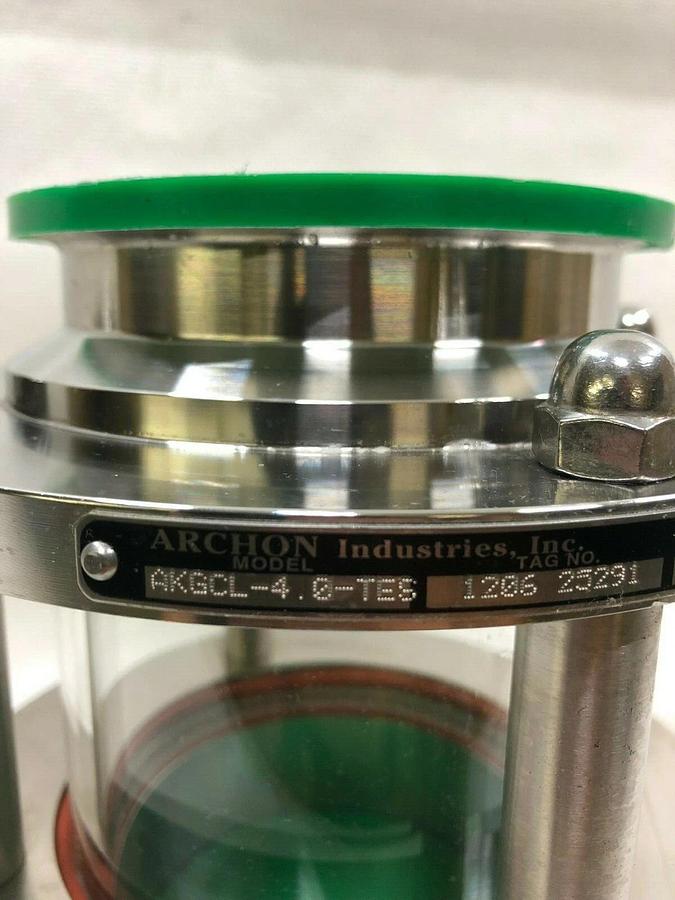 ARCHON Industries, Inc.
MODEL TAG NO.
AKGCL-4.0-TES 1206 23291